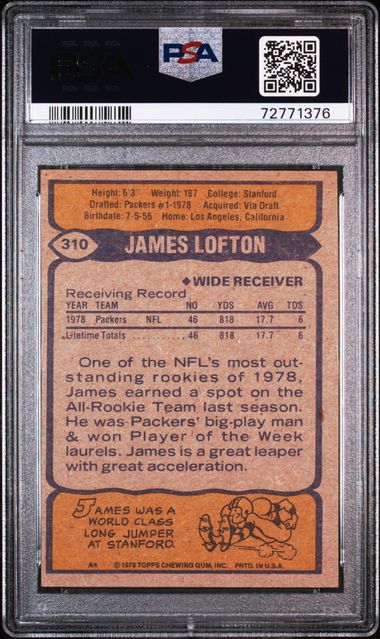 PSA
72771376
Height: 6'3" Weight: 187 College: Stanford
Drafted: Packers #1-1978 Acquired: Via Draft
Birthdate: 7-5-56 Home: Los Angeles, California
310 JAMES LOFTON
◆WIDE RECEIVER
Receiving Record
YEAR TEAM NO YDS AVG TDS
1978 Packers NFL 46 818 17.7 6
Lifetime Totals 46 818 17.7 6
One of the NFL's most out-
standing rookies of 1978,
James earned a spot on the
All-Rookie Team last season.
He was Packers' big-play man
& won Player of the Week
laurels. James is a great leaper
with great acceleration.
JAMES WAS A
WORLD CLASS
LONG JUMPER
AT STANFORD.
© 1979 TOPPS CHEWING GUM, INC. PRTD. IN U.S.A.